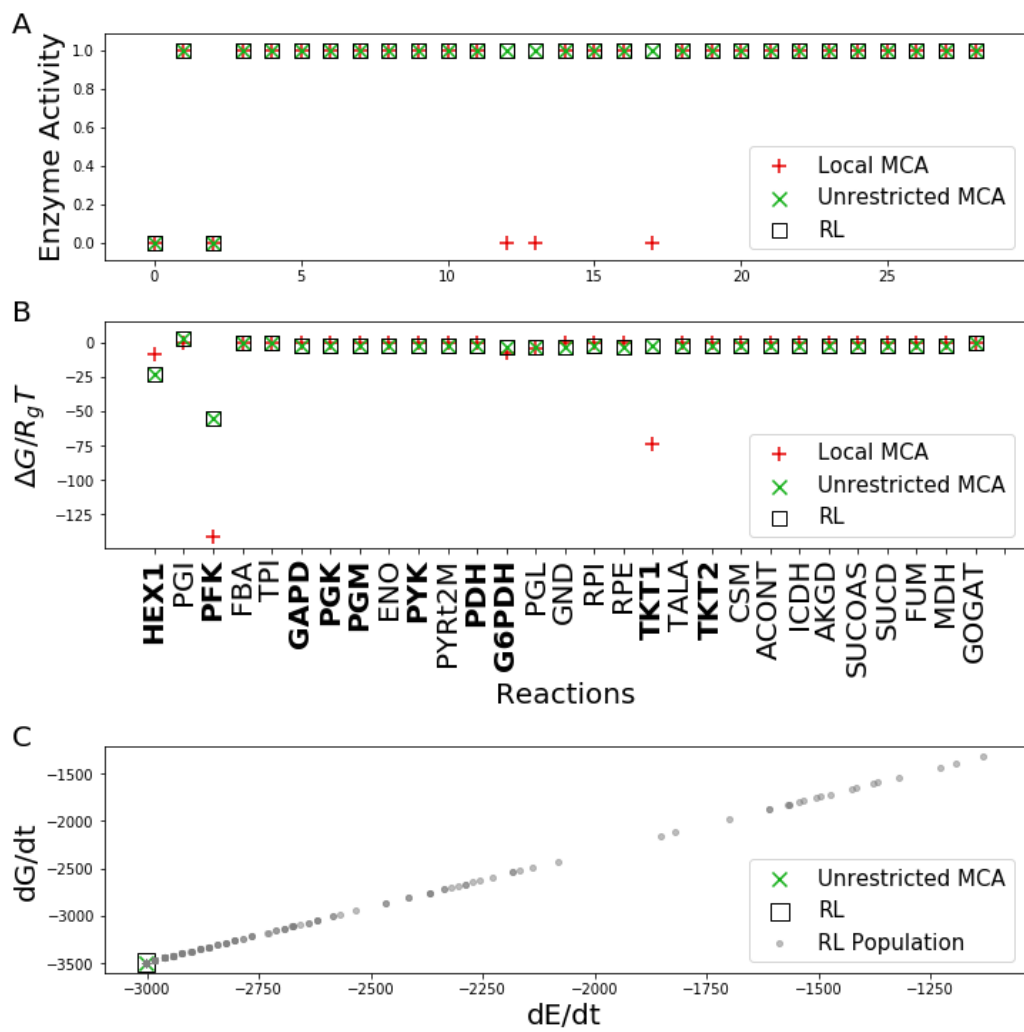 A
Enzyme Activity
1.0
0.8
0.6
0.4
0.2
0.0
Local MCA
Unrestricted MCA
RL
0 5 10 15 20 25
B
ΔG/RgT
0
−25
−50
−75
−100
−125
Local MCA
Unrestricted MCA
RL
HEX1
PGI
PFK
FBA
TPI
GAPD
PGK
PGM
ENO
PYK
PYRt2M
PDH
G6PDH
PGL
GND
RPI
RPE
TKT1
TALA
TKT2
CSM
ACONT
ICDH
AKGD
SUCOAS
SUCD
FUM
MDH
GOGAT
Reactions
C
dG/dt
−1500
−2000
−2500
−3000
−3500
Unrestricted MCA
RL
RL Population
−3000 −2750 −2500 −2250 −2000 −1750 −1500 −1250
dE/dt